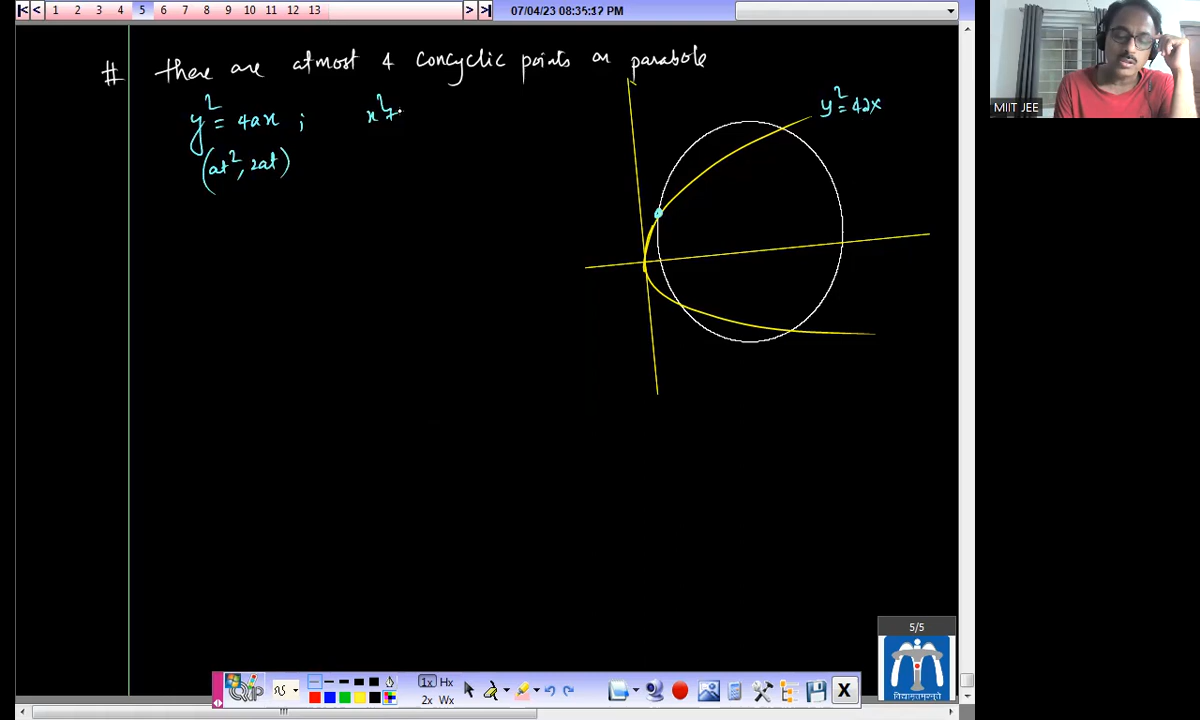 1 2 3 4 5 6 7 8 9 10 11 12 13 07/04/23 08:35:17 PM
# there are atmost 4 concyclic points on parabola
y² = 4ax ; x² +
(at², 2at)
y² = 4ax
MIIT JEE
5/5
1x Hx
2x Wx
X